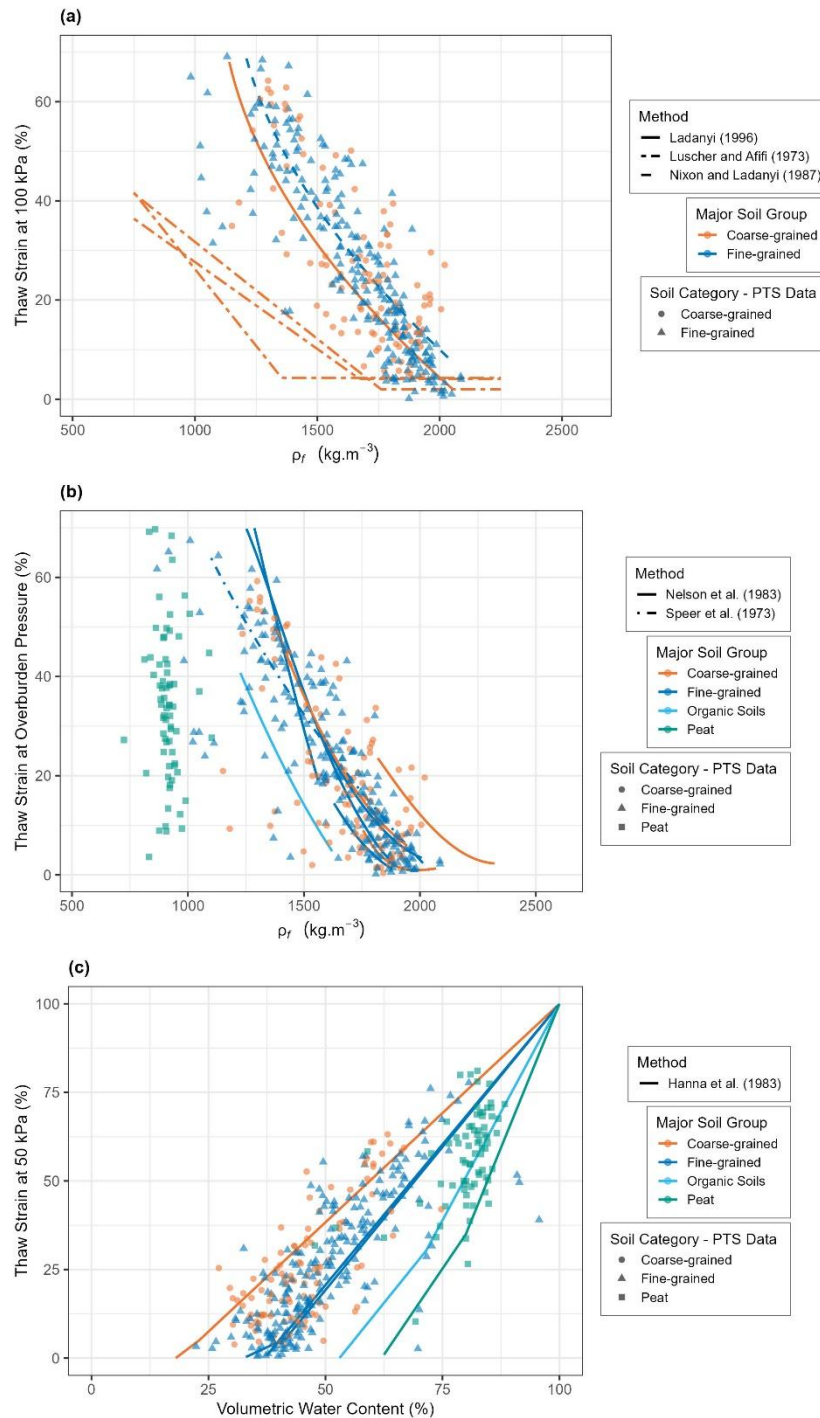 (a)
60
40
20
0
Thaw Strain at 100 kPa (%)
500
1000
1500
2000
2500
ρf (kg.m⁻³)
Method
Ladanyi (1996)
Luscher and Afifi (1973)
Nixon and Ladanyi (1987)
Major Soil Group
Coarse-grained
Fine-grained
Soil Category - PTS Data
Coarse-grained
Fine-grained
(b)
60
40
20
0
Thaw Strain at Overburden Pressure (%)
500
1000
1500
2000
2500
ρf (kg.m⁻³)
Method
Nelson et al. (1983)
Speer et al. (1973)
Major Soil Group
Coarse-grained
Fine-grained
Organic Soils
Peat
Soil Category - PTS Data
Coarse-grained
Fine-grained
Peat
(c)
100
75
50
25
0
Thaw Strain at 50 kPa (%)
0
25
50
75
100
Volumetric Water Content (%)
Method
Hanna et al. (1983)
Major Soil Group
Coarse-grained
Fine-grained
Organic Soils
Peat
Soil Category - PTS Data
Coarse-grained
Fine-grained
Peat